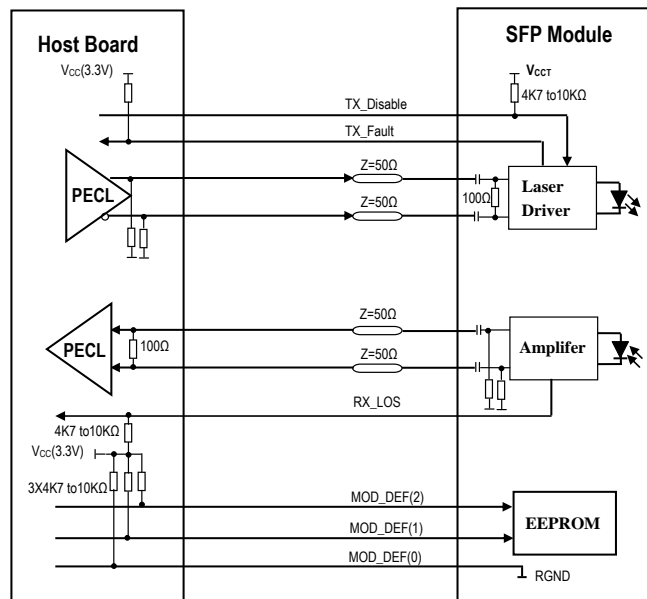 Host Board
SFP Module
VCC(3.3V)
VCCT
4K7 to10KΩ
TX_Disable
TX_Fault
PECL
Z=50Ω
Z=50Ω
100Ω
Laser
Driver
PECL
100Ω
Z=50Ω
Z=50Ω
Amplifer
RX_LOS
4K7 to10KΩ
VCC(3.3V)
3X4K7 to10KΩ
MOD_DEF(2)
MOD_DEF(1)
MOD_DEF(0)
EEPROM
RGND